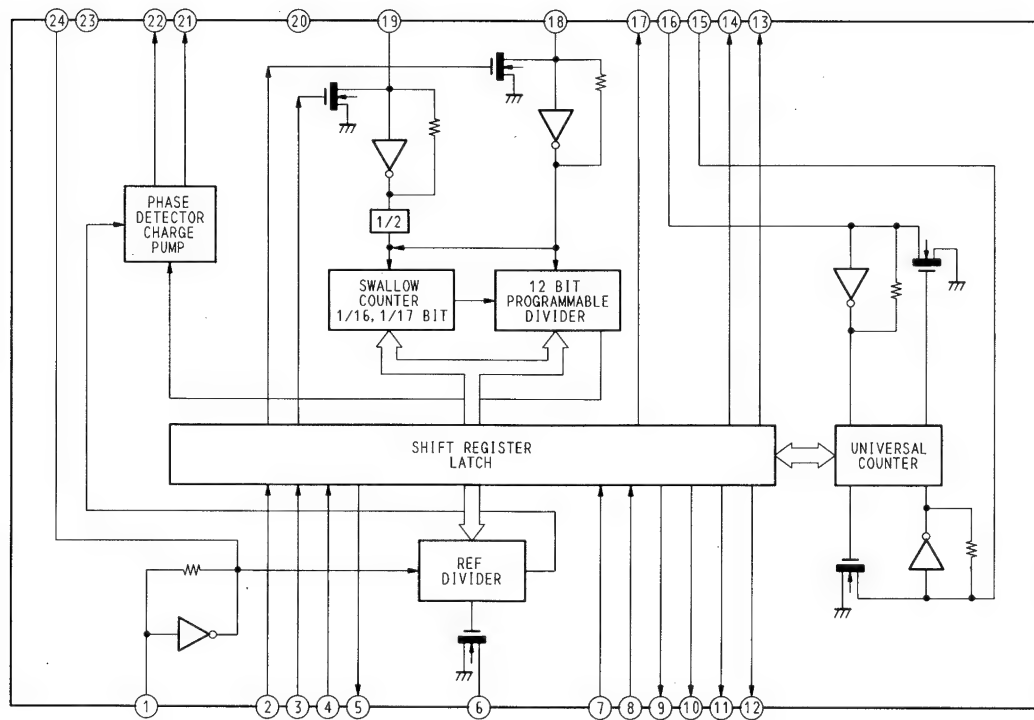 24 23 22 21 20 19 18 17 16 15 14 13
PHASE
DETECTOR
CHARGE
PUMP
1/2
SWALLOW
COUNTER
1/16, 1/17 BIT
12 BIT
PROGRAMMABLE
DIVIDER
SHIFT REGISTER
LATCH
UNIVERSAL
COUNTER
REF
DIVIDER
1 2 3 4 5 6 7 8 9 10 11 12